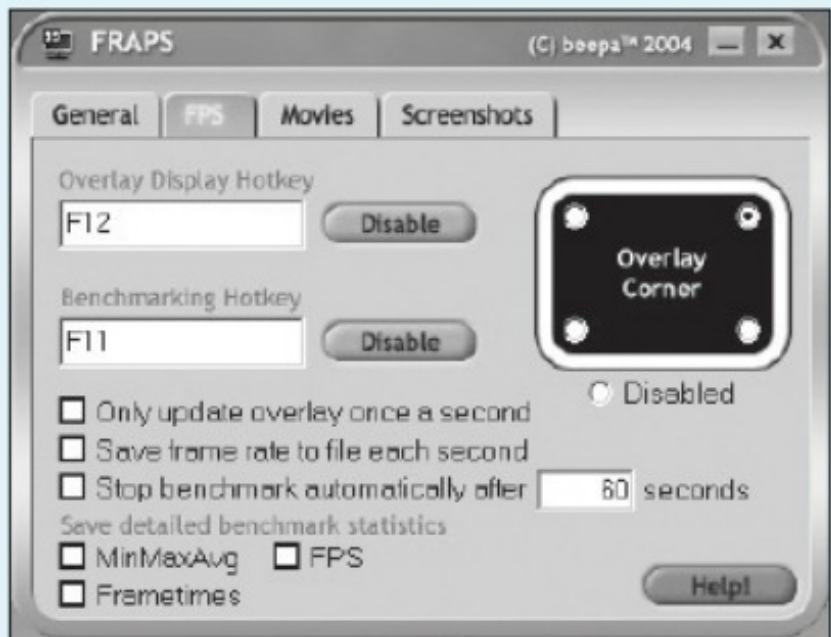 FRAPS (C) beepa™ 2004
General FPS Movies Screenshots
Overlay Display Hotkey
F12 Disable
Overlay
Corner
Benchmarking Hotkey
F11 Disable
Disabled
Only update overlay once a second
Save frame rate to file each second
Stop benchmark automatically after 60 seconds
Save detailed benchmark statistics
MinMaxAvg FPS
Frametimes
Help!